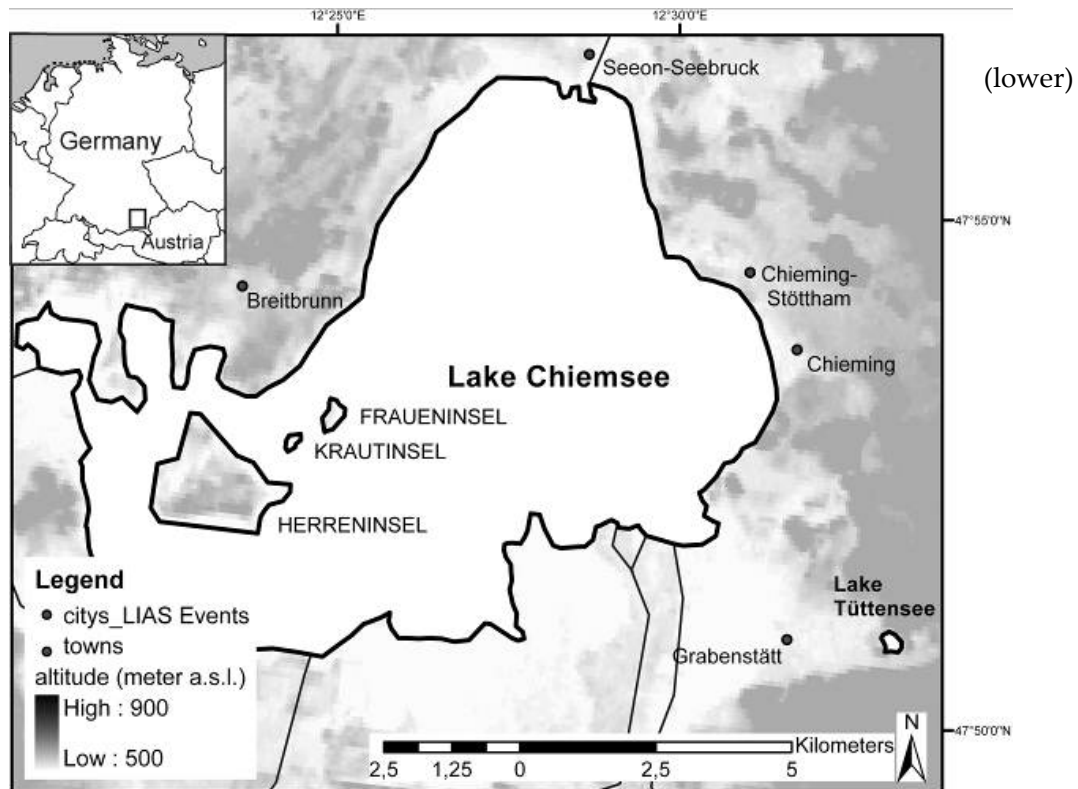 12°25'0"E
12°30'0"E
(lower)
Seeon-Seebruck
Germany
Austria
47°55'0"N
Chieming-
Stöttham
Breitbrunn
Chieming
Lake Chiemsee
FRAUENINSEL
KRAUTINSEL
HERRENINSEL
Legend
citys_LIAS Events
towns
altitude (meter a.s.l.)
High : 900
Low : 500
Lake
Tüttensee
Grabenstätt
N
47°50'0"N
Kilometers
2,5 1,25 0 2,5 5